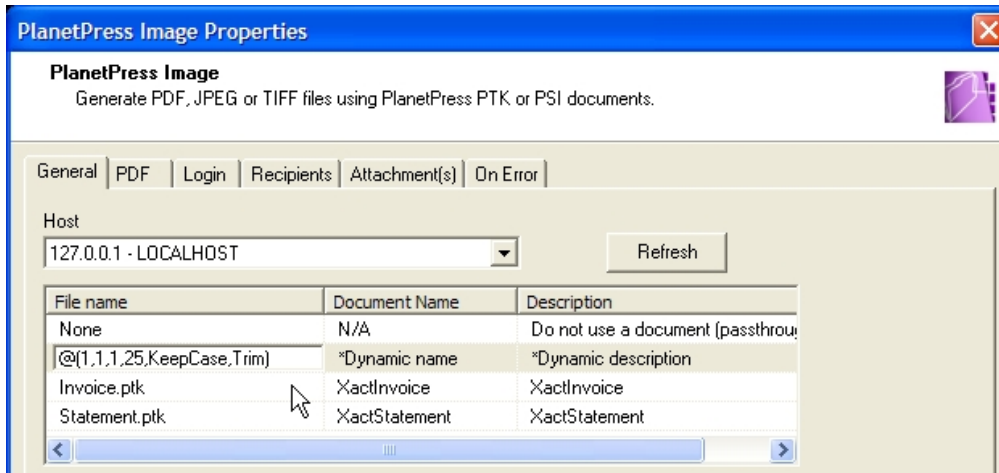 PlanetPress Image Properties
PlanetPress Image
Generate PDF, JPEG or TIFF files using PlanetPress PTK or PSI documents.
General PDF Login Recipients Attachment(s) On Error
Host
127.0.0.1 - LOCALHOST Refresh
File name Document Name Description
None N/A Do not use a document (passthroug
@(1,1,1,25,KeepCase,Trim) *Dynamic name *Dynamic description
Invoice.ptk XactInvoice XactInvoice
Statement.ptk XactStatement XactStatement